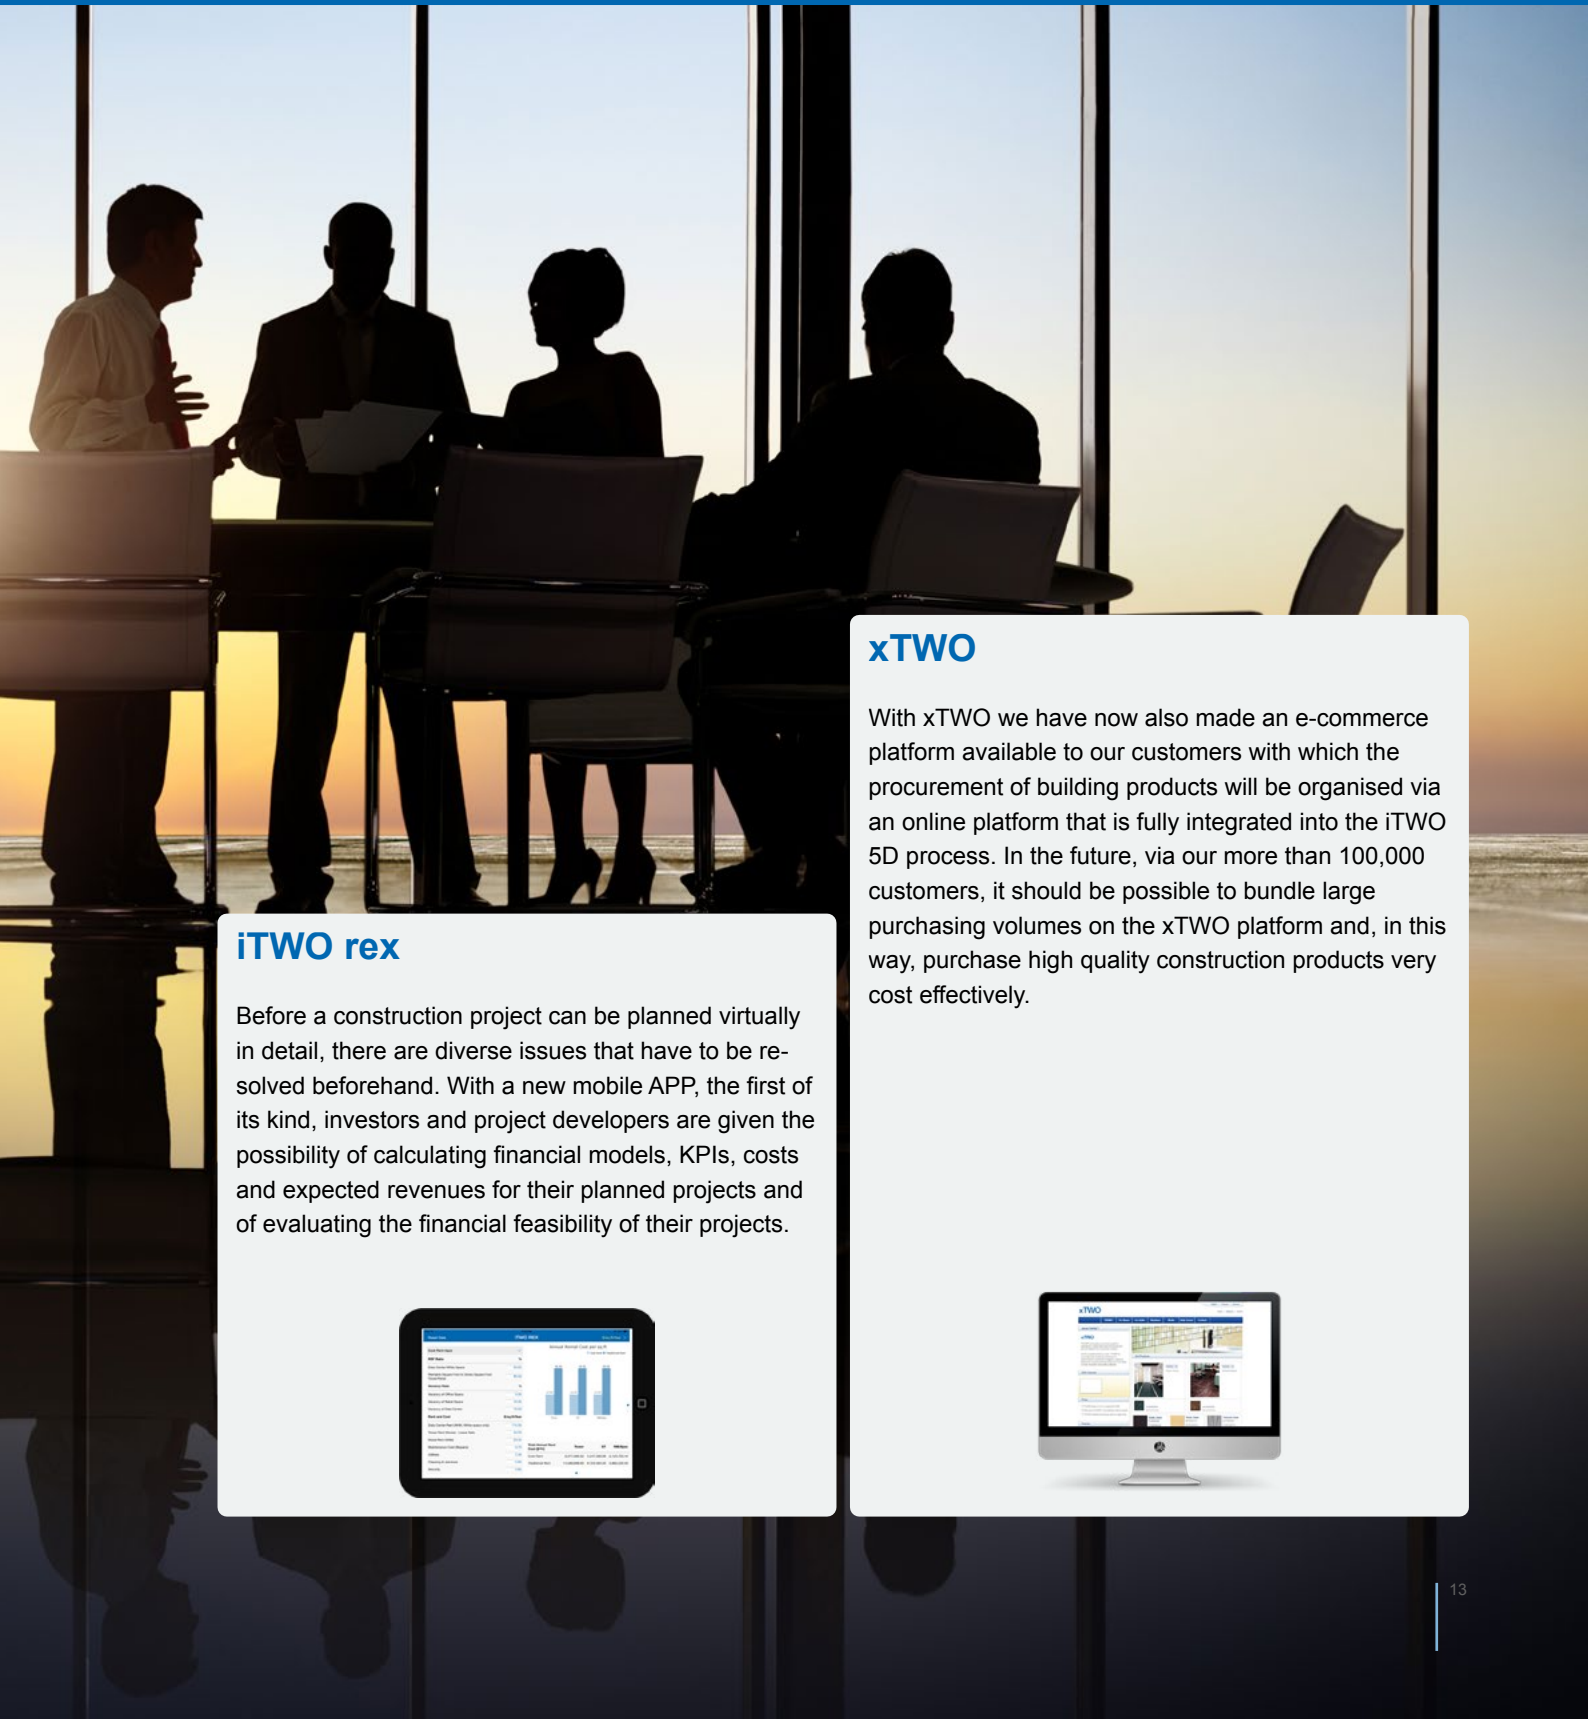 xTWO
With xTWO we have now also made an e-commerce
platform available to our customers with which the
procurement of building products will be organised via
an online platform that is fully integrated into the iTWO
5D process. In the future, via our more than 100,000
customers, it should be possible to bundle large
purchasing volumes on the xTWO platform and, in this
way, purchase high quality construction products very
cost effectively.
iTWO rex
Before a construction project can be planned virtually
in detail, there are diverse issues that have to be re-
solved beforehand. With a new mobile APP, the first of
its kind, investors and project developers are given the
possibility of calculating financial models, KPIs, costs
and expected revenues for their planned projects and
of evaluating the financial feasibility of their projects.
Annual Rental Cost per sq.ft
xTWO
13